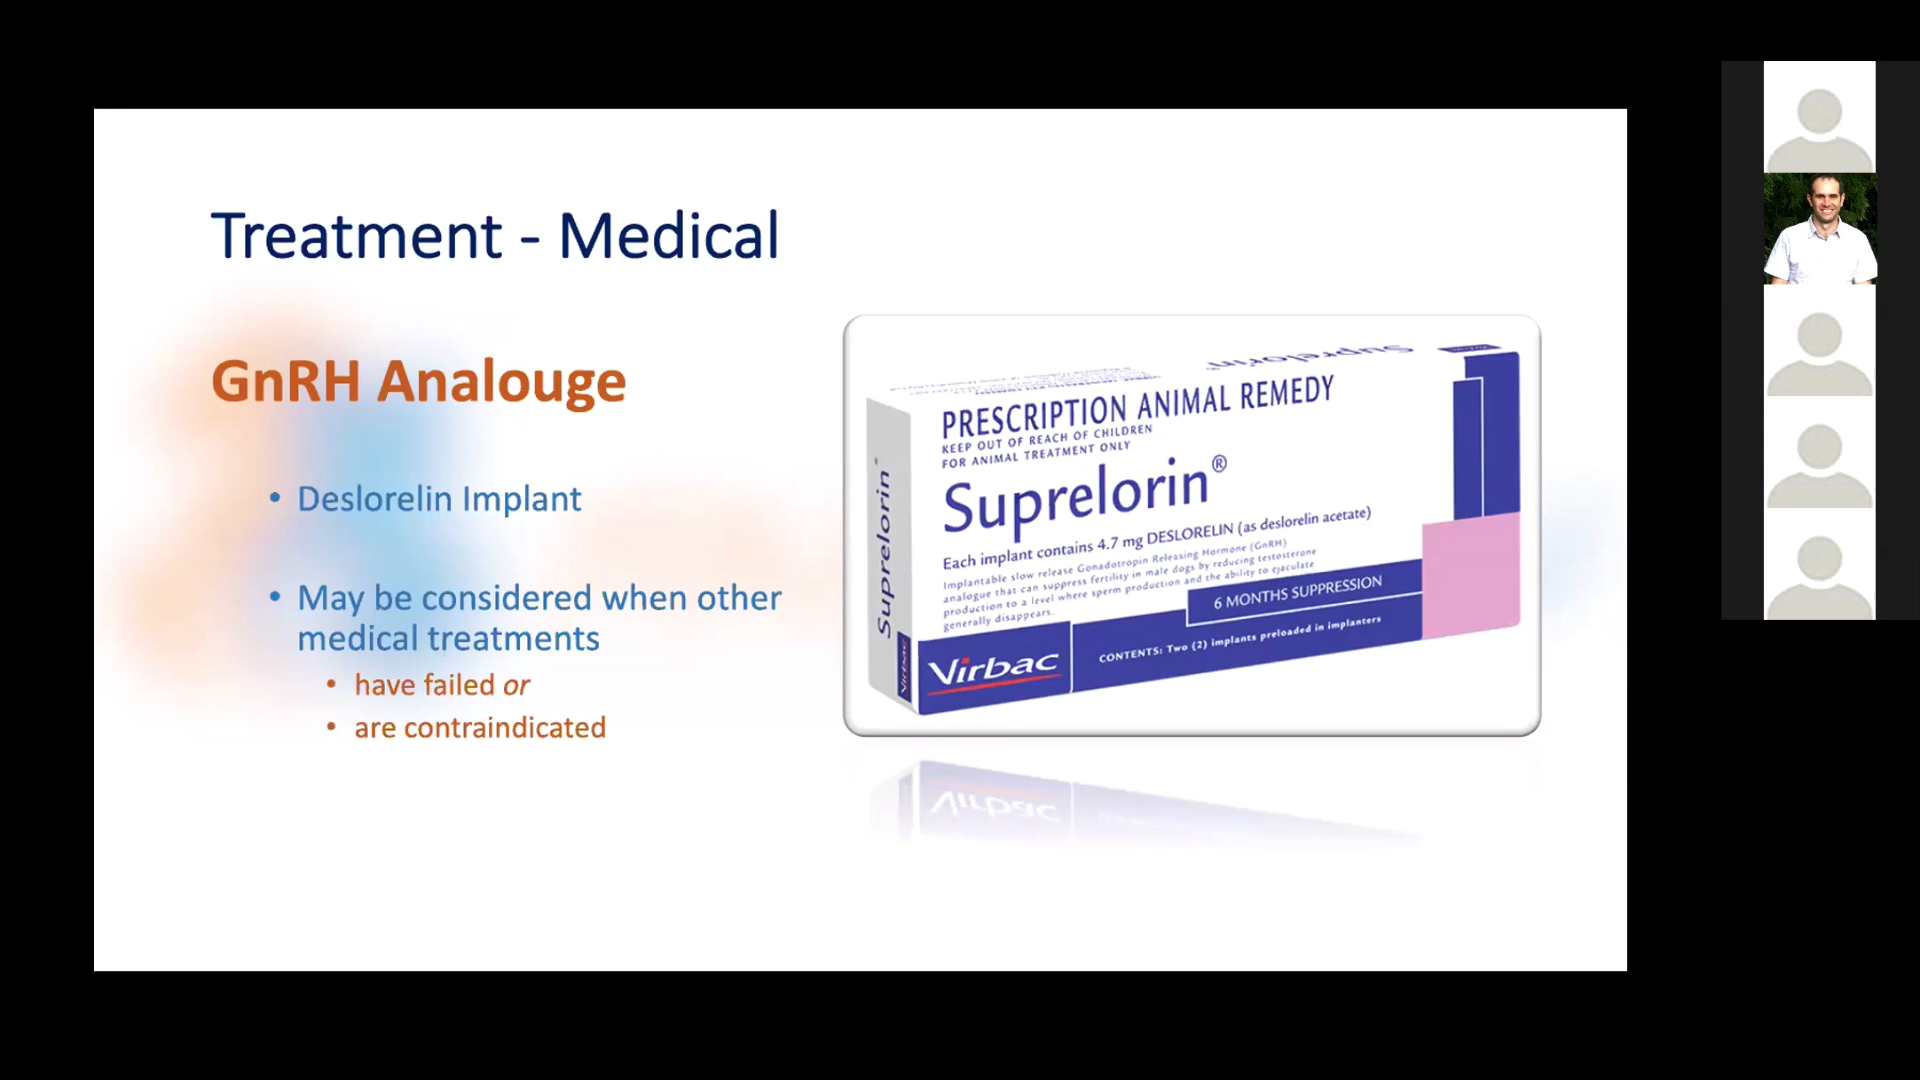 Treatment - Medical
GnRH Analouge
• Deslorelin Implant
• May be considered when other
medical treatments
• have failed or
• are contraindicated
Suprelorin®
PRESCRIPTION ANIMAL REMEDY
KEEP OUT OF REACH OF CHILDREN
FOR ANIMAL TREATMENT ONLY
Suprelorin®
Each implant contains 4.7 mg DESLORELIN (as deslorelin acetate)
Implantable slow release Gonadotropin Releasing Hormone (GnRH)
analogue that can suppress fertility in male dogs by reducing testosterone
production to a level where sperm production and the ability to ejaculate
generally disappears.
6 MONTHS SUPPRESSION
Virbac
CONTENTS: Two (2) implants preloaded in implanters
Suprelorin
Virbac